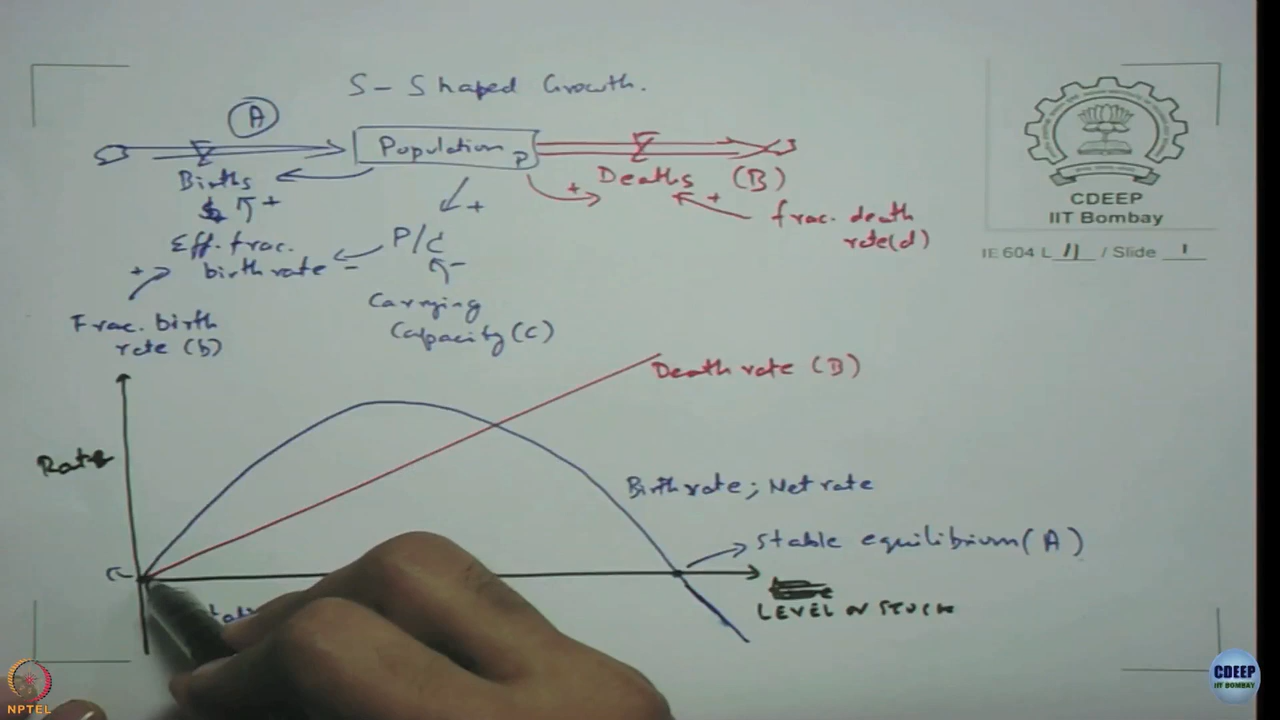 S-Shaped Growth.
A
Population P
Births
Deaths (B)
+
+
+
+
Eff. frac.
birth rate
-
P/C
-
frac. death
rate(d)
+
Carrying
Capacity (C)
Frac. birth
rate (b)
CDEEP
IIT Bombay
IE 604 L 11 / Slide 1
Death rate (B)
Rate
Birth rate; Net rate
Stable equilibrium (A)
LEVEL OR STOCK
NPTEL
CDEEP
IIT BOMBAY